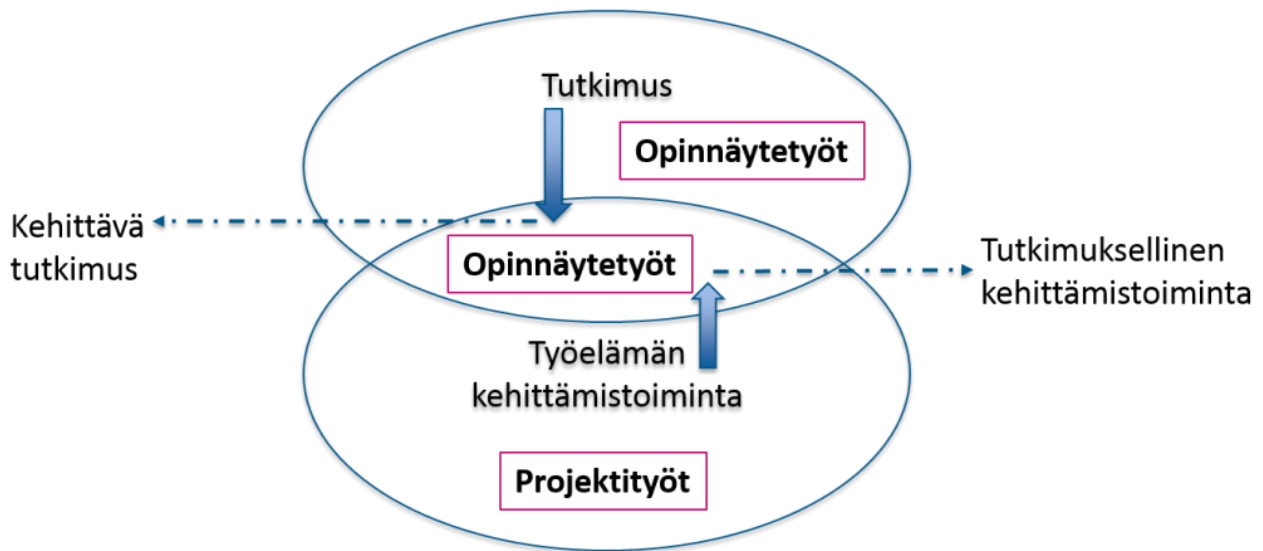 Tutkimus
Opinnäytetyöt
Kehittävä
tutkimus
Opinnäytetyöt
Tutkimuksellinen
kehittämistoiminta
Työelämän
kehittämistoiminta
Projektityöt